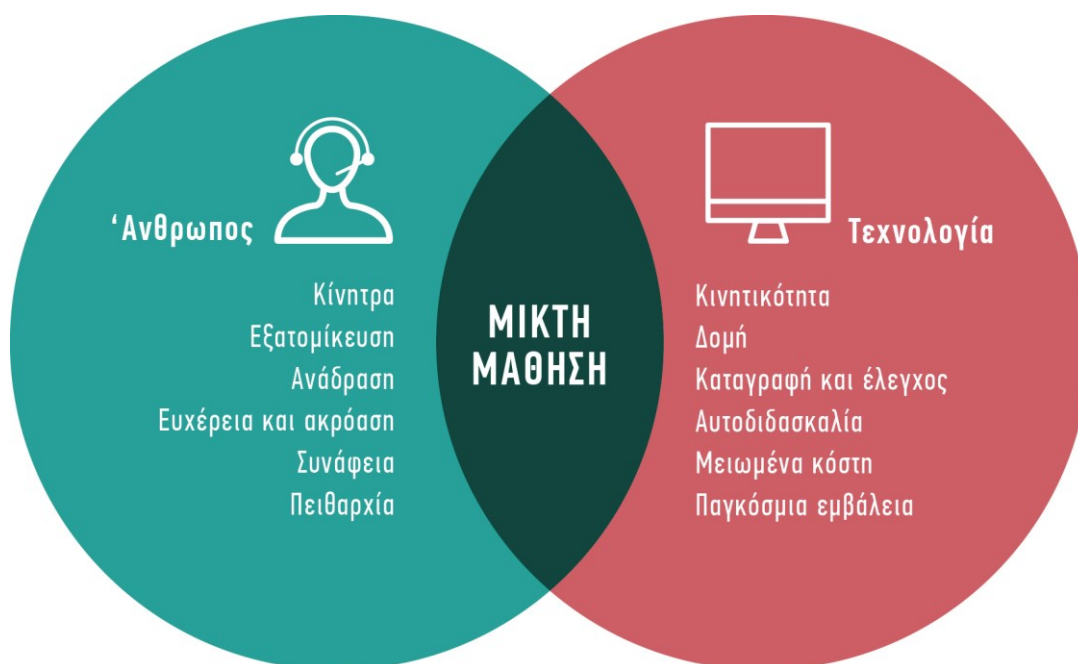 ‘Ανθρωπος
Κίνητρα
Εξατομίκευση
Ανάδραση
Ευχέρεια και ακρόαση
Συνάφεια
Πειθαρχία
ΜΙΚΤΗ
ΜΑΘΗΣΗ
Τεχνολογία
Κινητικότητα
Δομή
Καταγραφή και έλεγχος
Αυτοδιδασκαλία
Μειωμένα κόστη
Παγκόσμια εμβάλεια